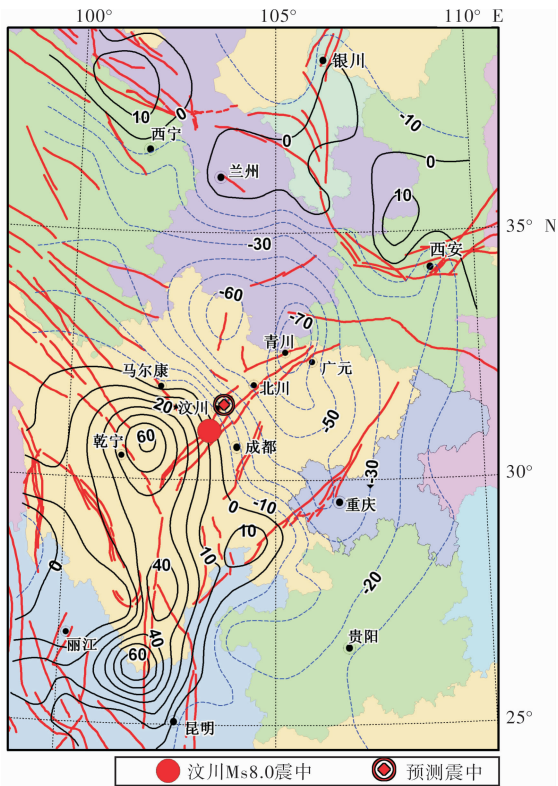 100° 105° 110° E
银川
-10
0
10
0
西宁
0
兰州
10
35° N
西安
-30
-60
-70
青川
广元
马尔康
北川
20
汶川
-50
60
乾宁
成都
-30
30°
0
-10
重庆
10
10
0
40
-20
40
丽江
贵阳
60
昆明
25°
汶川Ms8.0震中 预测震中